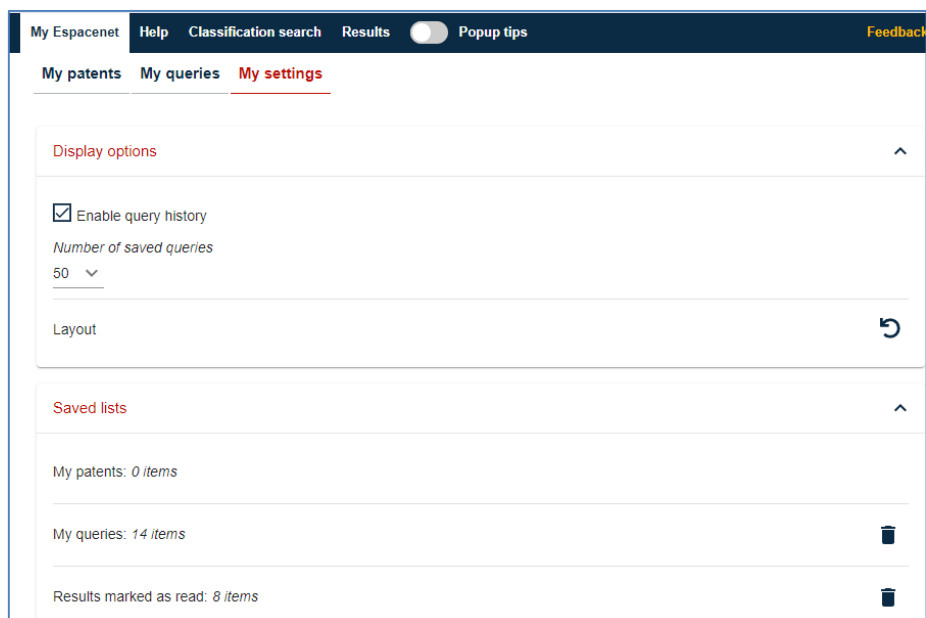 My Espacenet Help Classification search Results Popup tips Feedback
My patents My queries My settings
Display options
Enable query history
Number of saved queries
50
Layout
Saved lists
My patents: 0 items
My queries: 14 items
Results marked as read: 8 items